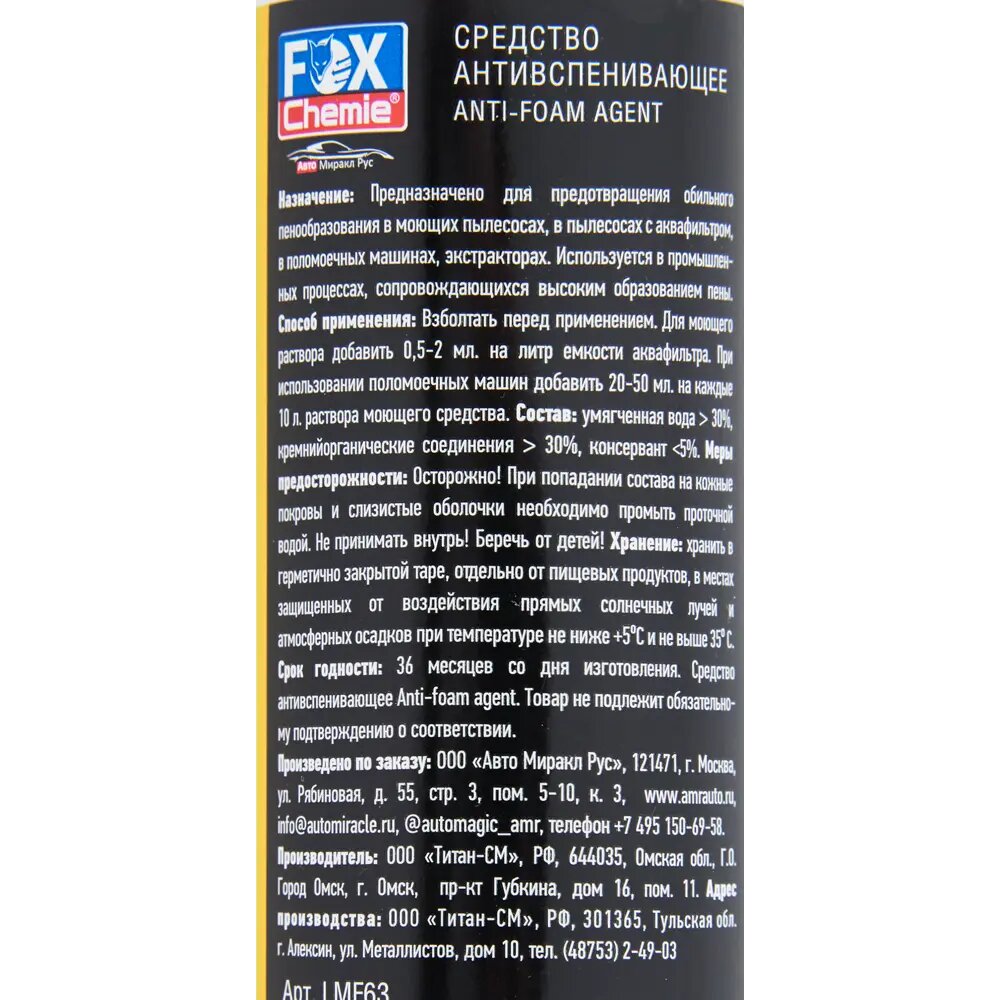 FOX
Chemie®
Авто Миракл Рус
СРЕДСТВО
АНТИВСПЕНИВАЮЩЕЕ
ANTI-FOAM AGENT
Назначение: Предназначено для предотвращения обильного
пенообразования в моющих пылесосах, в пылесосах с аквафильтром,
в поломоечных машинах, экстракторах. Используется в промышлен-
ных процессах, сопровождающихся высоким образованием пены.
Способ применения: Взболтать перед применением. Для моющего
раствора добавить 0,5-2 мл. на литр емкости аквафильтра. При
использовании поломоечных машин добавить 20-50 мл. на каждые
10 л. раствора моющего средства. Состав: умягченная вода > 30%,
кремнийорганические соединения > 30%, консервант <5%. Меры
предосторожности: Осторожно! При попадании состава на кожные
покровы и слизистые оболочки необходимо промыть проточной
водой. Не принимать внутрь! Беречь от детей! Хранение: хранить в
герметично закрытой таре, отдельно от пищевых продуктов, в местах
защищенных от воздействия прямых солнечных лучей и
атмосферных осадков при температуре не ниже +5°С и не выше 35°С.
Срок годности: 36 месяцев со дня изготовления. Средство
антивспенивающее Anti-foam agent. Товар не подлежит обязательно-
му подтверждению о соответствии.
Произведено по заказу: ООО «Авто Миракл Рус», 121471, г. Москва,
ул. Рябиновая, д. 55, стр. 3, пом. 5-10, к. 3, www.amrauto.ru,
info@automiracle.ru, @automagic_amr, телефон +7 495 150-69-58.
Производитель: ООО «Титан-СМ», РФ, 644035, Омская обл., Г.О.
Город Омск, г. Омск, пр-кт Губкина, дом 16, пом. 11. Адрес
производства: ООО «Титан-СМ», РФ, 301365, Тульская обл.
г. Алексин, ул. Металлистов, дом 10, тел. (48753) 2-49-03
Арт. LMF63